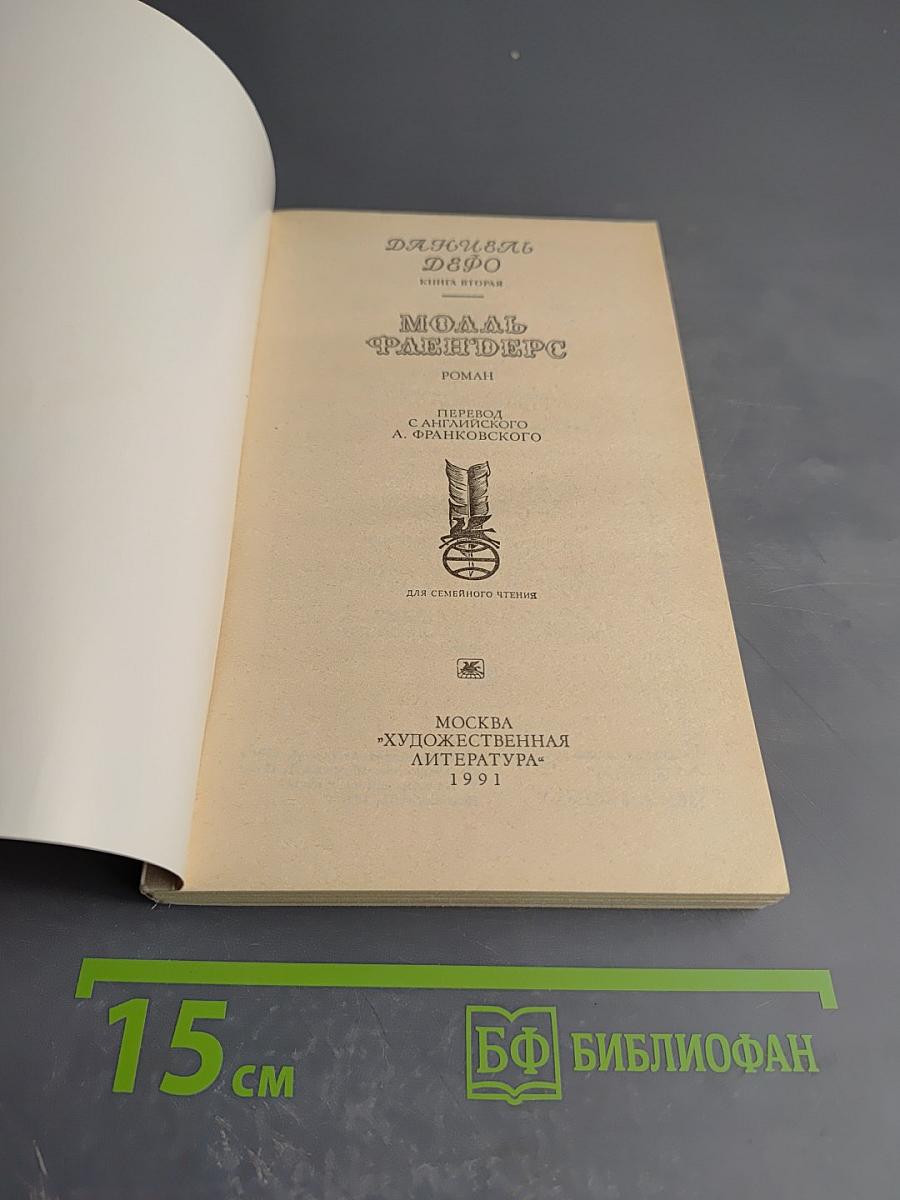 ДАНИЕЛЬ
ДЕФО
КНИГА ВТОРАЯ
МОЛЛЬ
ФЛЕНДЕРС
РОМАН
ПЕРЕВОД
С АНГЛИЙСКОГО
А. ФРАНКОВСКОГО
ДЛЯ СЕМЕЙНОГО ЧТЕНИЯ
МОСКВА
"ХУДОЖЕСТВЕННАЯ
ЛИТЕРАТУРА"
1991
15 см
БФ БИБЛИОФАН